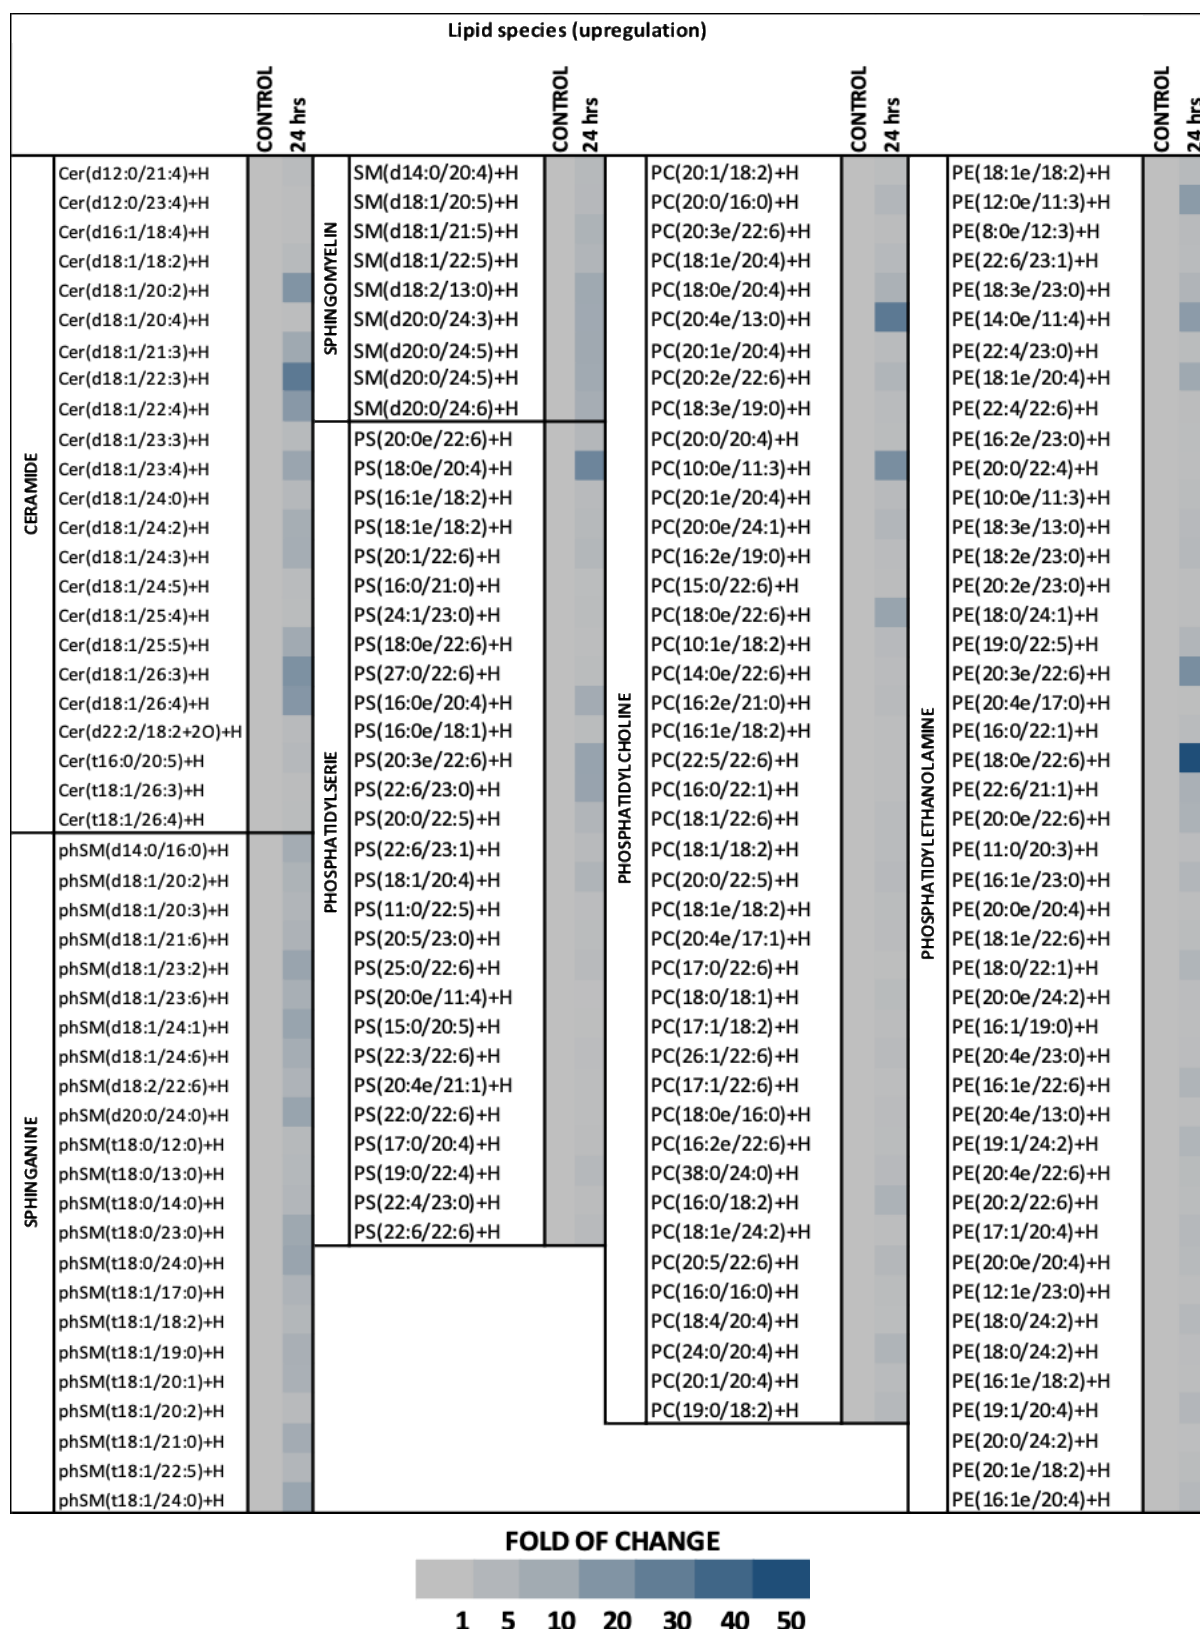 Lipid species (upregulation)
CONTROL
24 hrs
CONTROL
24 hrs
CONTROL
24 hrs
CONTROL
24 hrs
CERAMIDE
Cer(d12:0/21:4)+H
Cer(d12:0/23:4)+H
Cer(d16:1/18:4)+H
Cer(d18:1/18:2)+H
Cer(d18:1/20:2)+H
Cer(d18:1/20:4)+H
Cer(d18:1/21:3)+H
Cer(d18:1/22:3)+H
Cer(d18:1/22:4)+H
Cer(d18:1/23:3)+H
Cer(d18:1/23:4)+H
Cer(d18:1/24:0)+H
Cer(d18:1/24:2)+H
Cer(d18:1/24:3)+H
Cer(d18:1/24:5)+H
Cer(d18:1/25:4)+H
Cer(d18:1/25:5)+H
Cer(d18:1/26:3)+H
Cer(d18:1/26:4)+H
Cer(d22:2/18:2+2O)+H
Cer(t16:0/20:5)+H
Cer(t18:1/26:3)+H
Cer(t18:1/26:4)+H
SPHINGANINE
phSM(d14:0/16:0)+H
phSM(d18:1/20:2)+H
phSM(d18:1/20:3)+H
phSM(d18:1/21:6)+H
phSM(d18:1/23:2)+H
phSM(d18:1/23:6)+H
phSM(d18:1/24:1)+H
phSM(d18:1/24:6)+H
phSM(d18:2/22:6)+H
phSM(d20:0/24:0)+H
phSM(t18:0/12:0)+H
phSM(t18:0/13:0)+H
phSM(t18:0/14:0)+H
phSM(t18:0/23:0)+H
phSM(t18:0/24:0)+H
phSM(t18:1/17:0)+H
phSM(t18:1/18:2)+H
phSM(t18:1/19:0)+H
phSM(t18:1/20:1)+H
phSM(t18:1/20:2)+H
phSM(t18:1/21:0)+H
phSM(t18:1/22:5)+H
phSM(t18:1/24:0)+H
SPHINGOMYELIN
SM(d14:0/20:4)+H
SM(d18:1/20:5)+H
SM(d18:1/21:5)+H
SM(d18:1/22:5)+H
SM(d18:2/13:0)+H
SM(d20:0/24:3)+H
SM(d20:0/24:5)+H
SM(d20:0/24:5)+H
SM(d20:0/24:6)+H
PHOSPHATIDYLSERIE
PS(20:0e/22:6)+H
PS(18:0e/20:4)+H
PS(16:1e/18:2)+H
PS(18:1e/18:2)+H
PS(20:1/22:6)+H
PS(16:0/21:0)+H
PS(24:1/23:0)+H
PS(18:0e/22:6)+H
PS(27:0/22:6)+H
PS(16:0e/20:4)+H
PS(16:0e/18:1)+H
PS(20:3e/22:6)+H
PS(22:6/23:0)+H
PS(20:0/22:5)+H
PS(22:6/23:1)+H
PS(18:1/20:4)+H
PS(11:0/22:5)+H
PS(20:5/23:0)+H
PS(25:0/22:6)+H
PS(20:0e/11:4)+H
PS(15:0/20:5)+H
PS(22:3/22:6)+H
PS(20:4e/21:1)+H
PS(22:0/22:6)+H
PS(17:0/20:4)+H
PS(19:0/22:4)+H
PS(22:4/23:0)+H
PS(22:6/22:6)+H
PHOSPHATIDYLCHOLINE
PC(20:1/18:2)+H
PC(20:0/16:0)+H
PC(20:3e/22:6)+H
PC(18:1e/20:4)+H
PC(18:0e/20:4)+H
PC(20:4e/13:0)+H
PC(20:1e/20:4)+H
PC(20:2e/22:6)+H
PC(18:3e/19:0)+H
PC(20:0/20:4)+H
PC(10:0e/11:3)+H
PC(20:1e/20:4)+H
PC(20:0e/24:1)+H
PC(16:2e/19:0)+H
PC(15:0/22:6)+H
PC(18:0e/22:6)+H
PC(10:1e/18:2)+H
PC(14:0e/22:6)+H
PC(16:2e/21:0)+H
PC(16:1e/18:2)+H
PC(22:5/22:6)+H
PC(16:0/22:1)+H
PC(18:1/22:6)+H
PC(18:1/18:2)+H
PC(20:0/22:5)+H
PC(18:1e/18:2)+H
PC(20:4e/17:1)+H
PC(17:0/22:6)+H
PC(18:0/18:1)+H
PC(17:1/18:2)+H
PC(26:1/22:6)+H
PC(17:1/22:6)+H
PC(18:0e/16:0)+H
PC(16:2e/22:6)+H
PC(38:0/24:0)+H
PC(16:0/18:2)+H
PC(18:1e/24:2)+H
PC(20:5/22:6)+H
PC(16:0/16:0)+H
PC(18:4/20:4)+H
PC(24:0/20:4)+H
PC(20:1/20:4)+H
PC(19:0/18:2)+H
PHOSPHATIDYLETHANOLAMINE
PE(18:1e/18:2)+H
PE(12:0e/11:3)+H
PE(8:0e/12:3)+H
PE(22:6/23:1)+H
PE(18:3e/23:0)+H
PE(14:0e/11:4)+H
PE(22:4/23:0)+H
PE(18:1e/20:4)+H
PE(22:4/22:6)+H
PE(16:2e/23:0)+H
PE(20:0/22:4)+H
PE(10:0e/11:3)+H
PE(18:3e/13:0)+H
PE(18:2e/23:0)+H
PE(20:2e/23:0)+H
PE(18:0/24:1)+H
PE(19:0/22:5)+H
PE(20:3e/22:6)+H
PE(20:4e/17:0)+H
PE(16:0/22:1)+H
PE(18:0e/22:6)+H
PE(22:6/21:1)+H
PE(20:0e/22:6)+H
PE(11:0/20:3)+H
PE(16:1e/23:0)+H
PE(20:0e/20:4)+H
PE(18:1e/22:6)+H
PE(18:0/22:1)+H
PE(20:0e/24:2)+H
PE(16:1/19:0)+H
PE(20:4e/23:0)+H
PE(16:1e/22:6)+H
PE(20:4e/13:0)+H
PE(19:1/24:2)+H
PE(20:4e/22:6)+H
PE(20:2/22:6)+H
PE(17:1/20:4)+H
PE(20:0e/20:4)+H
PE(12:1e/23:0)+H
PE(18:0/24:2)+H
PE(18:0/24:2)+H
PE(16:1e/18:2)+H
PE(19:1/20:4)+H
PE(20:0/24:2)+H
PE(20:1e/18:2)+H
PE(16:1e/20:4)+H
FOLD OF CHANGE
1 5 10 20 30 40 50